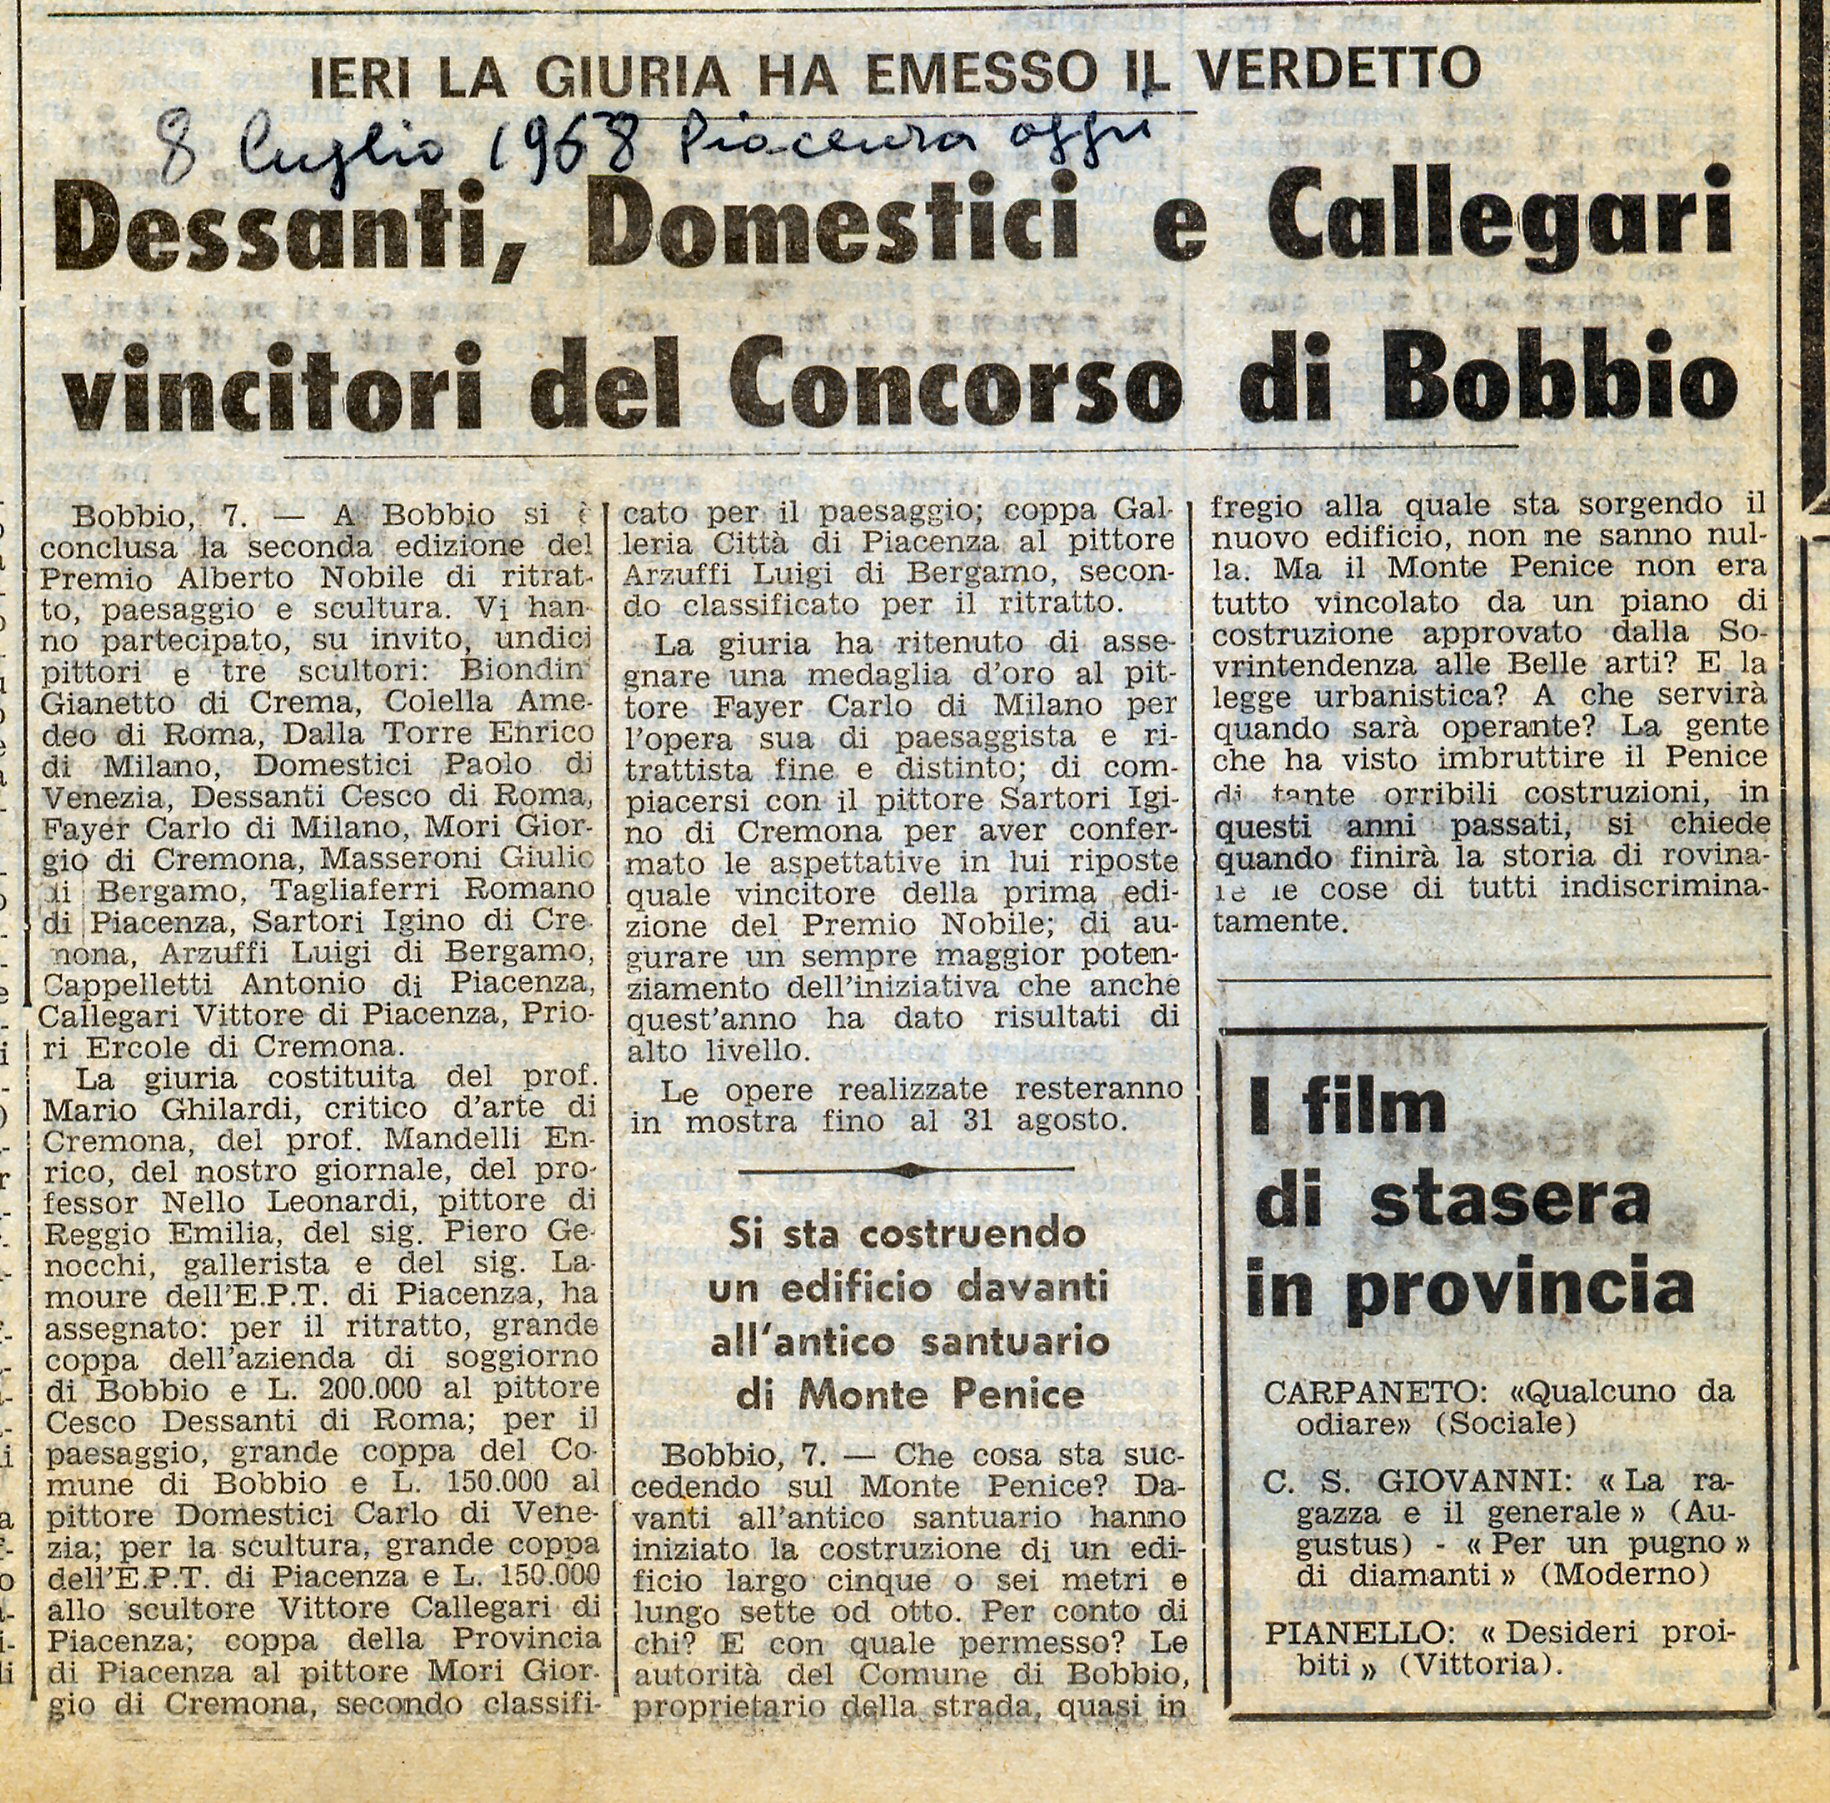 IERI LA GIURIA HA EMESSO IL VERDETTO
8 Luglio 1968 Piacenza oggi
Dessanti, Domestici e Callegari
vincitori del Concorso di Bobbio
Bobbio, 7. — A Bobbio si è
conclusa la seconda edizione del
Premio Alberto Nobile di ritrat-
to, paesaggio e scultura. Vi han-
no partecipato, su invito, undici
pittori e tre scultori: Biondin
Gianetto di Crema, Colella Ame-
deo di Roma, Dalla Torre Enrico
di Milano, Domestici Paolo di
Venezia, Dessanti Cesco di Roma,
Fayer Carlo di Milano, Mori Gior-
gio di Cremona, Masseroni Giulio
di Bergamo, Tagliaferri Romano
di Piacenza, Sartori Igino di Cre-
mona, Arzuffi Luigi di Bergamo,
Cappelletti Antonio di Piacenza,
Callegari Vittore di Piacenza, Prio-
ri Ercole di Cremona.
La giuria costituita del prof.
Mario Ghilardi, critico d'arte di
Cremona, del prof. Mandelli En-
rico, del nostro giornale, del pro-
fessor Nello Leonardi, pittore di
Reggio Emilia, del sig. Piero Ge-
nocchi, gallerista e del sig. La-
moure dell'E.P.T. di Piacenza, ha
assegnato: per il ritratto, grande
coppa dell'azienda di soggiorno
di Bobbio e L. 200.000 al pittore
Cesco Dessanti di Roma; per il
paesaggio, grande coppa del Co-
mune di Bobbio e L. 150.000 al
pittore Domestici Carlo di Vene-
zia; per la scultura, grande coppa
dell'E.P.T. di Piacenza e L. 150.000
allo scultore Vittore Callegari di
Piacenza; coppa della Provincia
di Piacenza al pittore Mori Gior-
gio di Cremona, secondo classifi-
cato per il paesaggio; coppa Gal-
leria Città di Piacenza al pittore
Arzuffi Luigi di Bergamo, secon-
do classificato per il ritratto.
La giuria ha ritenuto di asse-
gnare una medaglia d'oro al pit-
tore Fayer Carlo di Milano per
l'opera sua di paesaggista e ri-
trattista fine e distinto; di com-
piacersi con il pittore Sartori Igi-
no di Cremona per aver confer-
mato le aspettative in lui riposte
quale vincitore della prima edi-
zione del Premio Nobile; di au-
gurare un sempre maggior poten-
ziamento dell'iniziativa che anche
quest'anno ha dato risultati di
alto livello.
Le opere realizzate resteranno
in mostra fino al 31 agosto.
Si sta costruendo
un edificio davanti
all'antico santuario
di Monte Penice
Bobbio, 7. — Che cosa sta suc-
cedendo sul Monte Penice? Da-
vanti all'antico santuario hanno
iniziato la costruzione di un edi-
ficio largo cinque o sei metri e
lungo sette od otto. Per conto di
chi? E con quale permesso? Le
autorità del Comune di Bobbio,
proprietario della strada, quasi in
fregio alla quale sta sorgendo il
nuovo edificio, non ne sanno nul-
la. Ma il Monte Penice non era
tutto vincolato da un piano di
costruzione approvato dalla So-
vrintendenza alle Belle arti? E la
legge urbanistica? A che servirà
quando sarà operante? La gente
che ha visto imbruttire il Penice
di tante orribili costruzioni, in
questi anni passati, si chiede
quando finirà la storia di rovina-
re le cose di tutti indiscrimina-
tamente.
I film
di stasera
in provincia
CARPANETO: «Qualcuno da
odiare» (Sociale)
C. S. GIOVANNI: « La ra-
gazza e il generale » (Au-
gustus) - « Per un pugno »
di diamanti » (Moderno)
PIANELLO: « Desideri proi-
biti » (Vittoria).